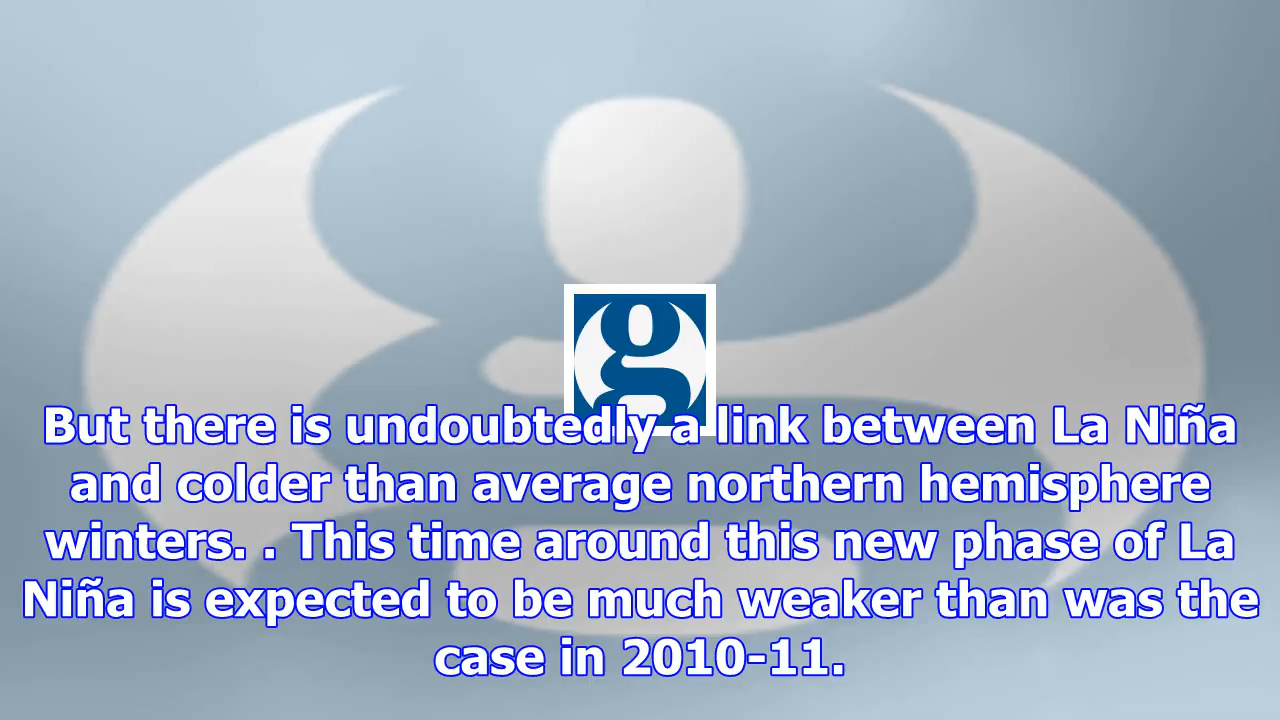 g
But there is undoubtedly a link between La Niña
and colder than average northern hemisphere
winters. . This time around this new phase of La
Niña is expected to be much weaker than was the
case in 2010-11.